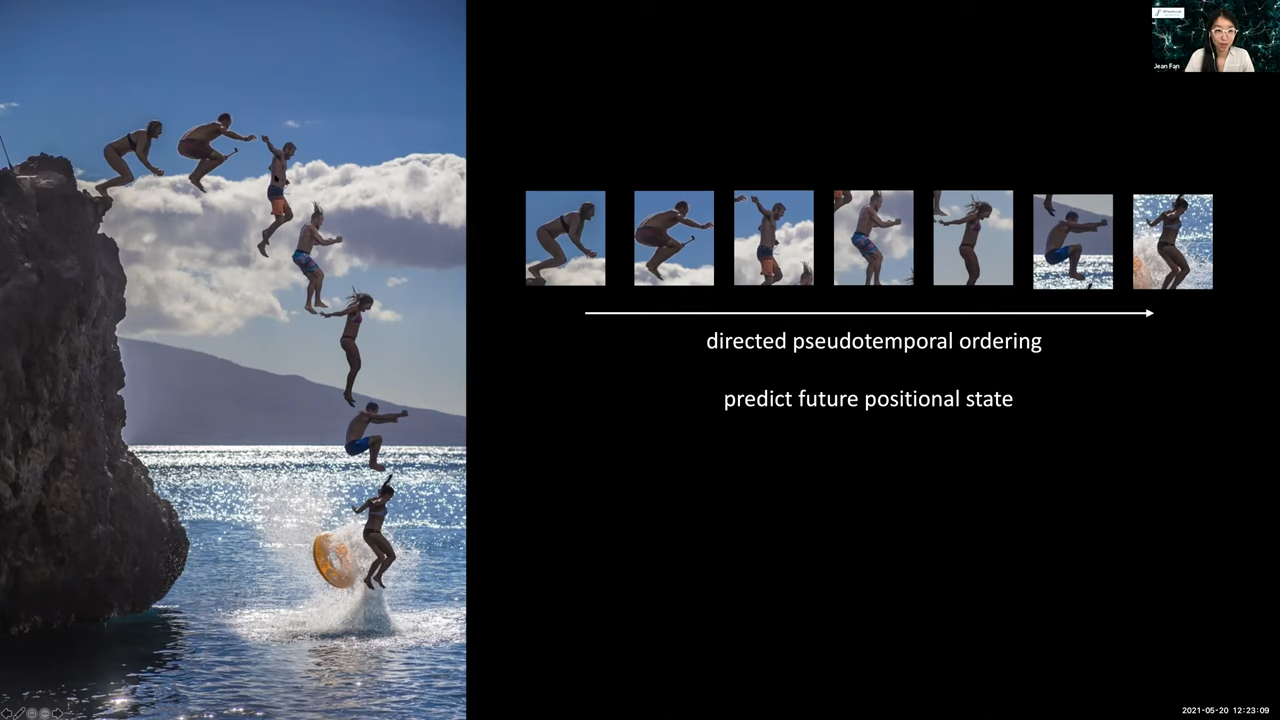 Jean Fan
directed pseudotemporal ordering
predict future positional state
2021-05-20 12:23:09